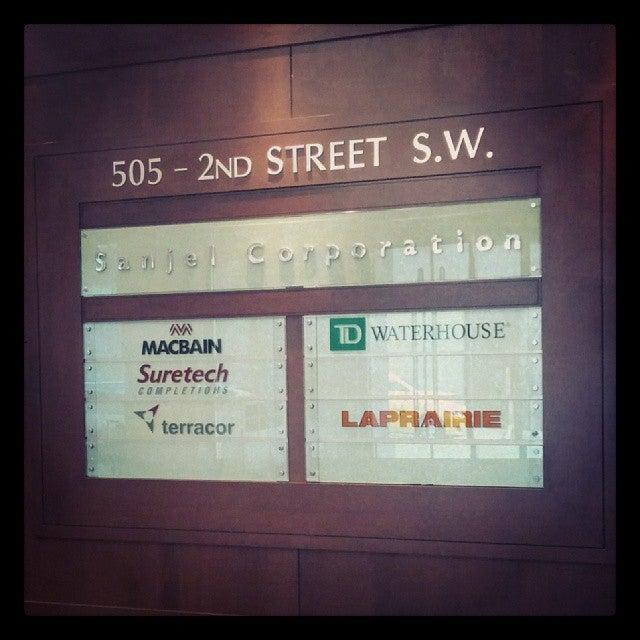 505 - 2ND STREET S.W.
Sanjel Corporation
MACBAIN
Suretech
COMPLETIONS
terracor
TD WATERHOUSE
LAPRAIRIE